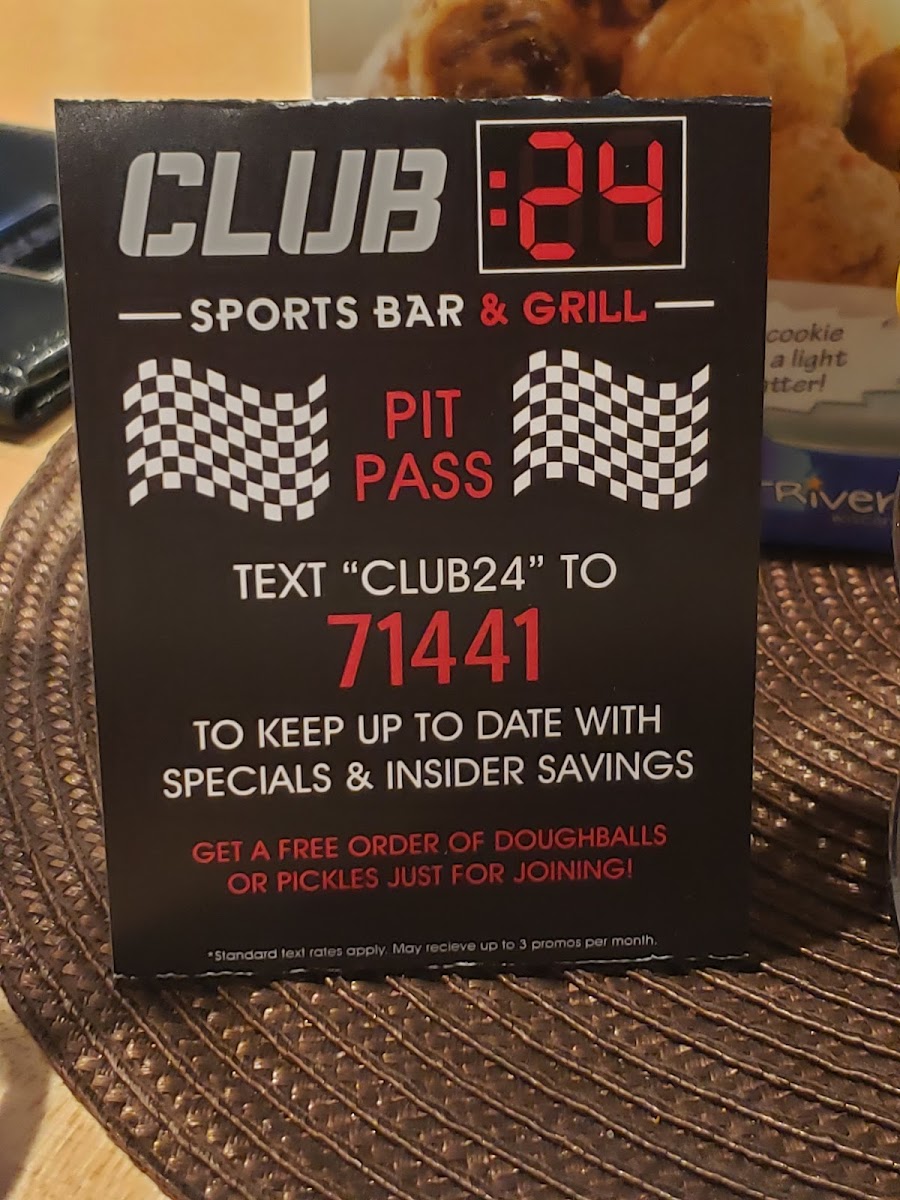 CLUB :24
SPORTS BAR & GRILL
PIT
PASS
TEXT “CLUB24” TO
71441
TO KEEP UP TO DATE WITH
SPECIALS & INSIDER SAVINGS
GET A FREE ORDER OF DOUGHBALLS
OR PICKLES JUST FOR JOINING!
*Standard text rates apply. May recieve up to 3 promos per month.
cookie
a light
River